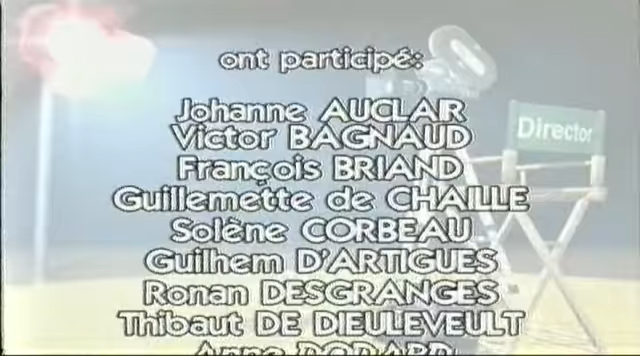 ont participé:
Johanne AUCLAIR
Victor BAGNAUD
François BRIAND
Guillemette de CHAILLE
Solène CORBEAU
Guilhem D'ARTIGUES
Ronan DESGRANGES
Thibaut DE DIEULEVEULT
Director